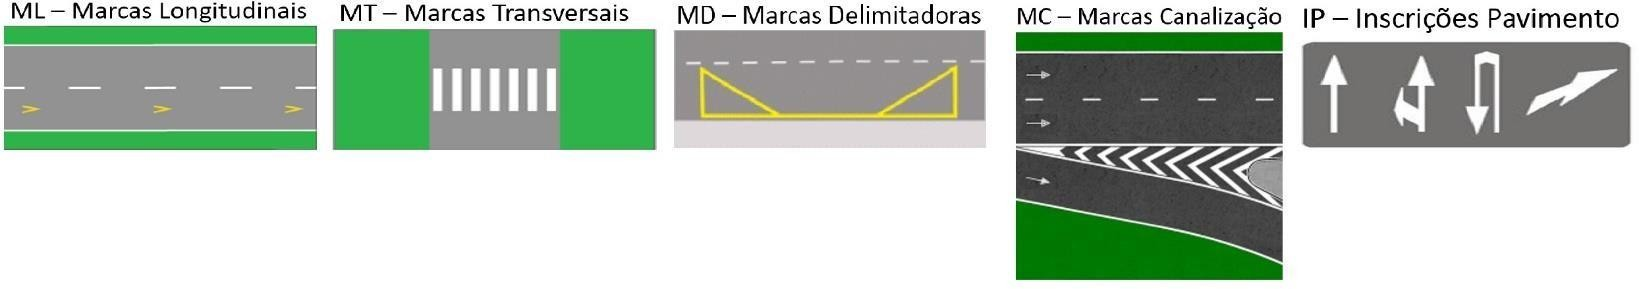 ML – Marcas Longitudinais
MT – Marcas Transversais
MD – Marcas Delimitadoras
MC – Marcas Canalização
IP – Inscrições Pavimento